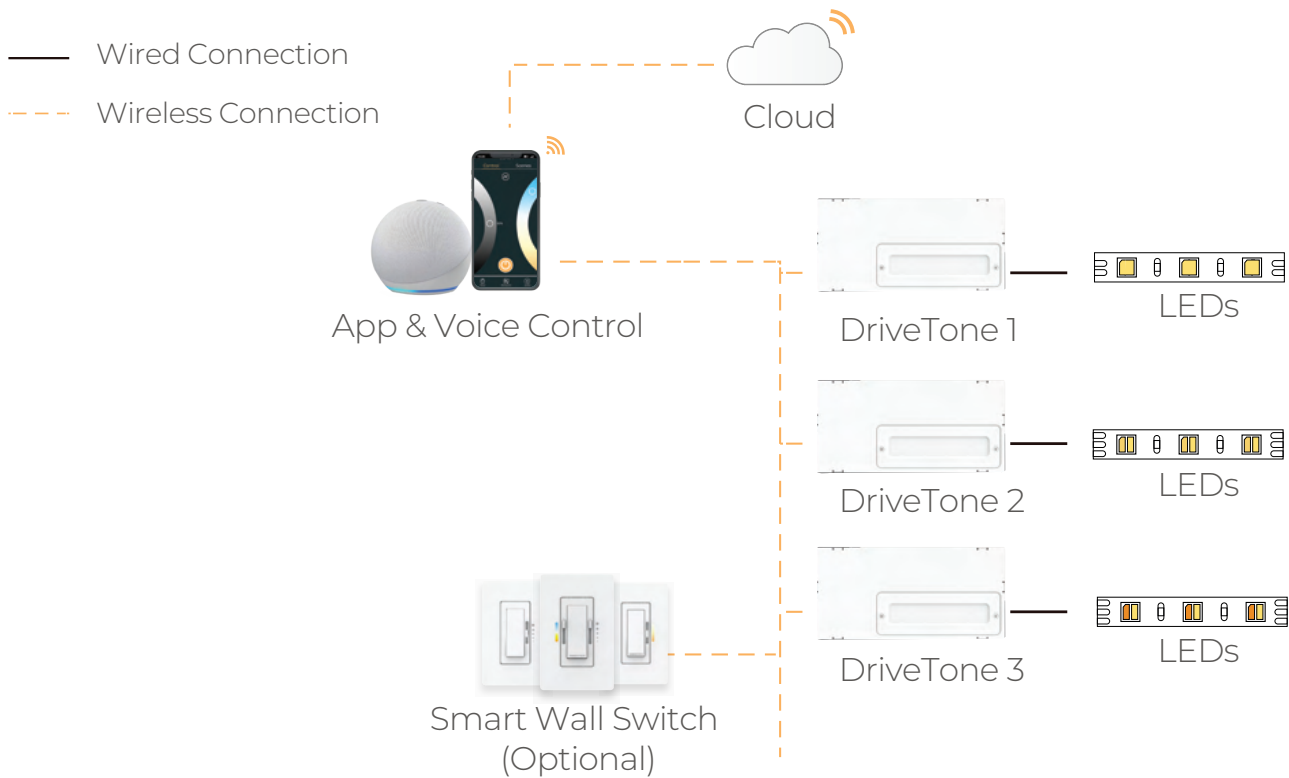 Wired Connection
Wireless Connection
Cloud
App & Voice Control
DriveTone 1
LEDs
DriveTone 2
LEDs
DriveTone 3
LEDs
Smart Wall Switch
(Optional)